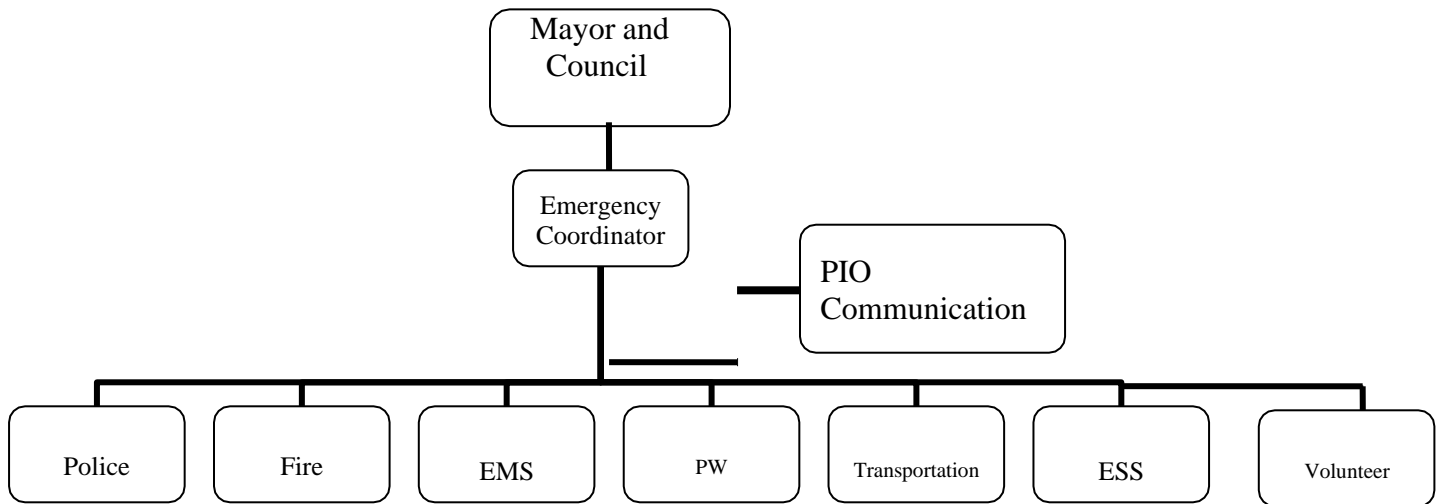 Mayor and
Council
Emergency
Coordinator
PIO
Communication
Police
Fire
EMS
PW
Transportation
ESS
Volunteer